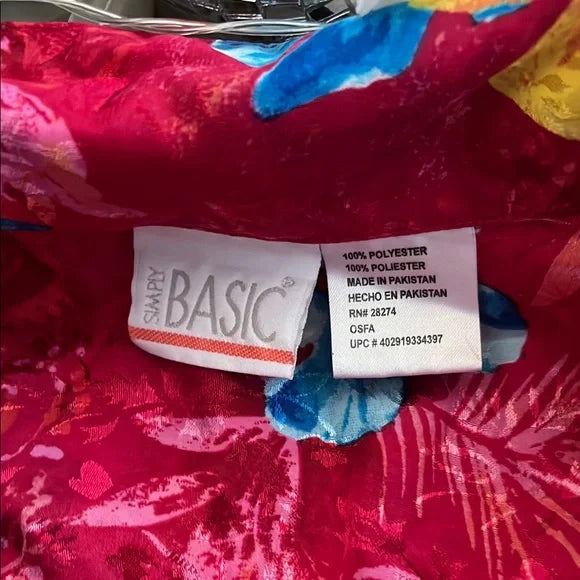 SIMPLY
BASIC®
100% POLYESTER
100% POLIESTER
MADE IN PAKISTAN
HECHO EN PAKISTAN
RN# 28274
OSFA
UPC # 402919334397